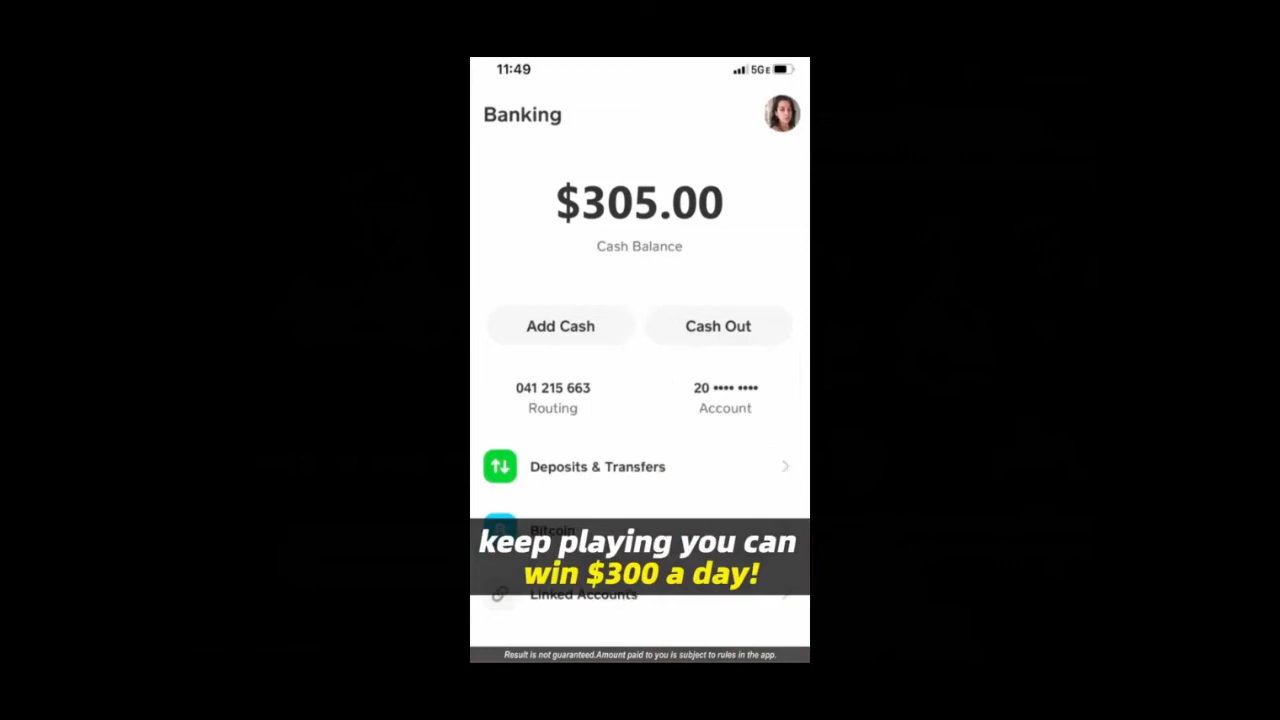 11:49 5GE
Banking
$305.00
Cash Balance
Add Cash Cash Out
041 215 663 20 •••• ••••
Routing Account
Deposits & Transfers
Bitcoin
keep playing you can
win $300 a day!
Linked Accounts
Result is not guaranteed.Amount paid to you is subject to rules in the app.